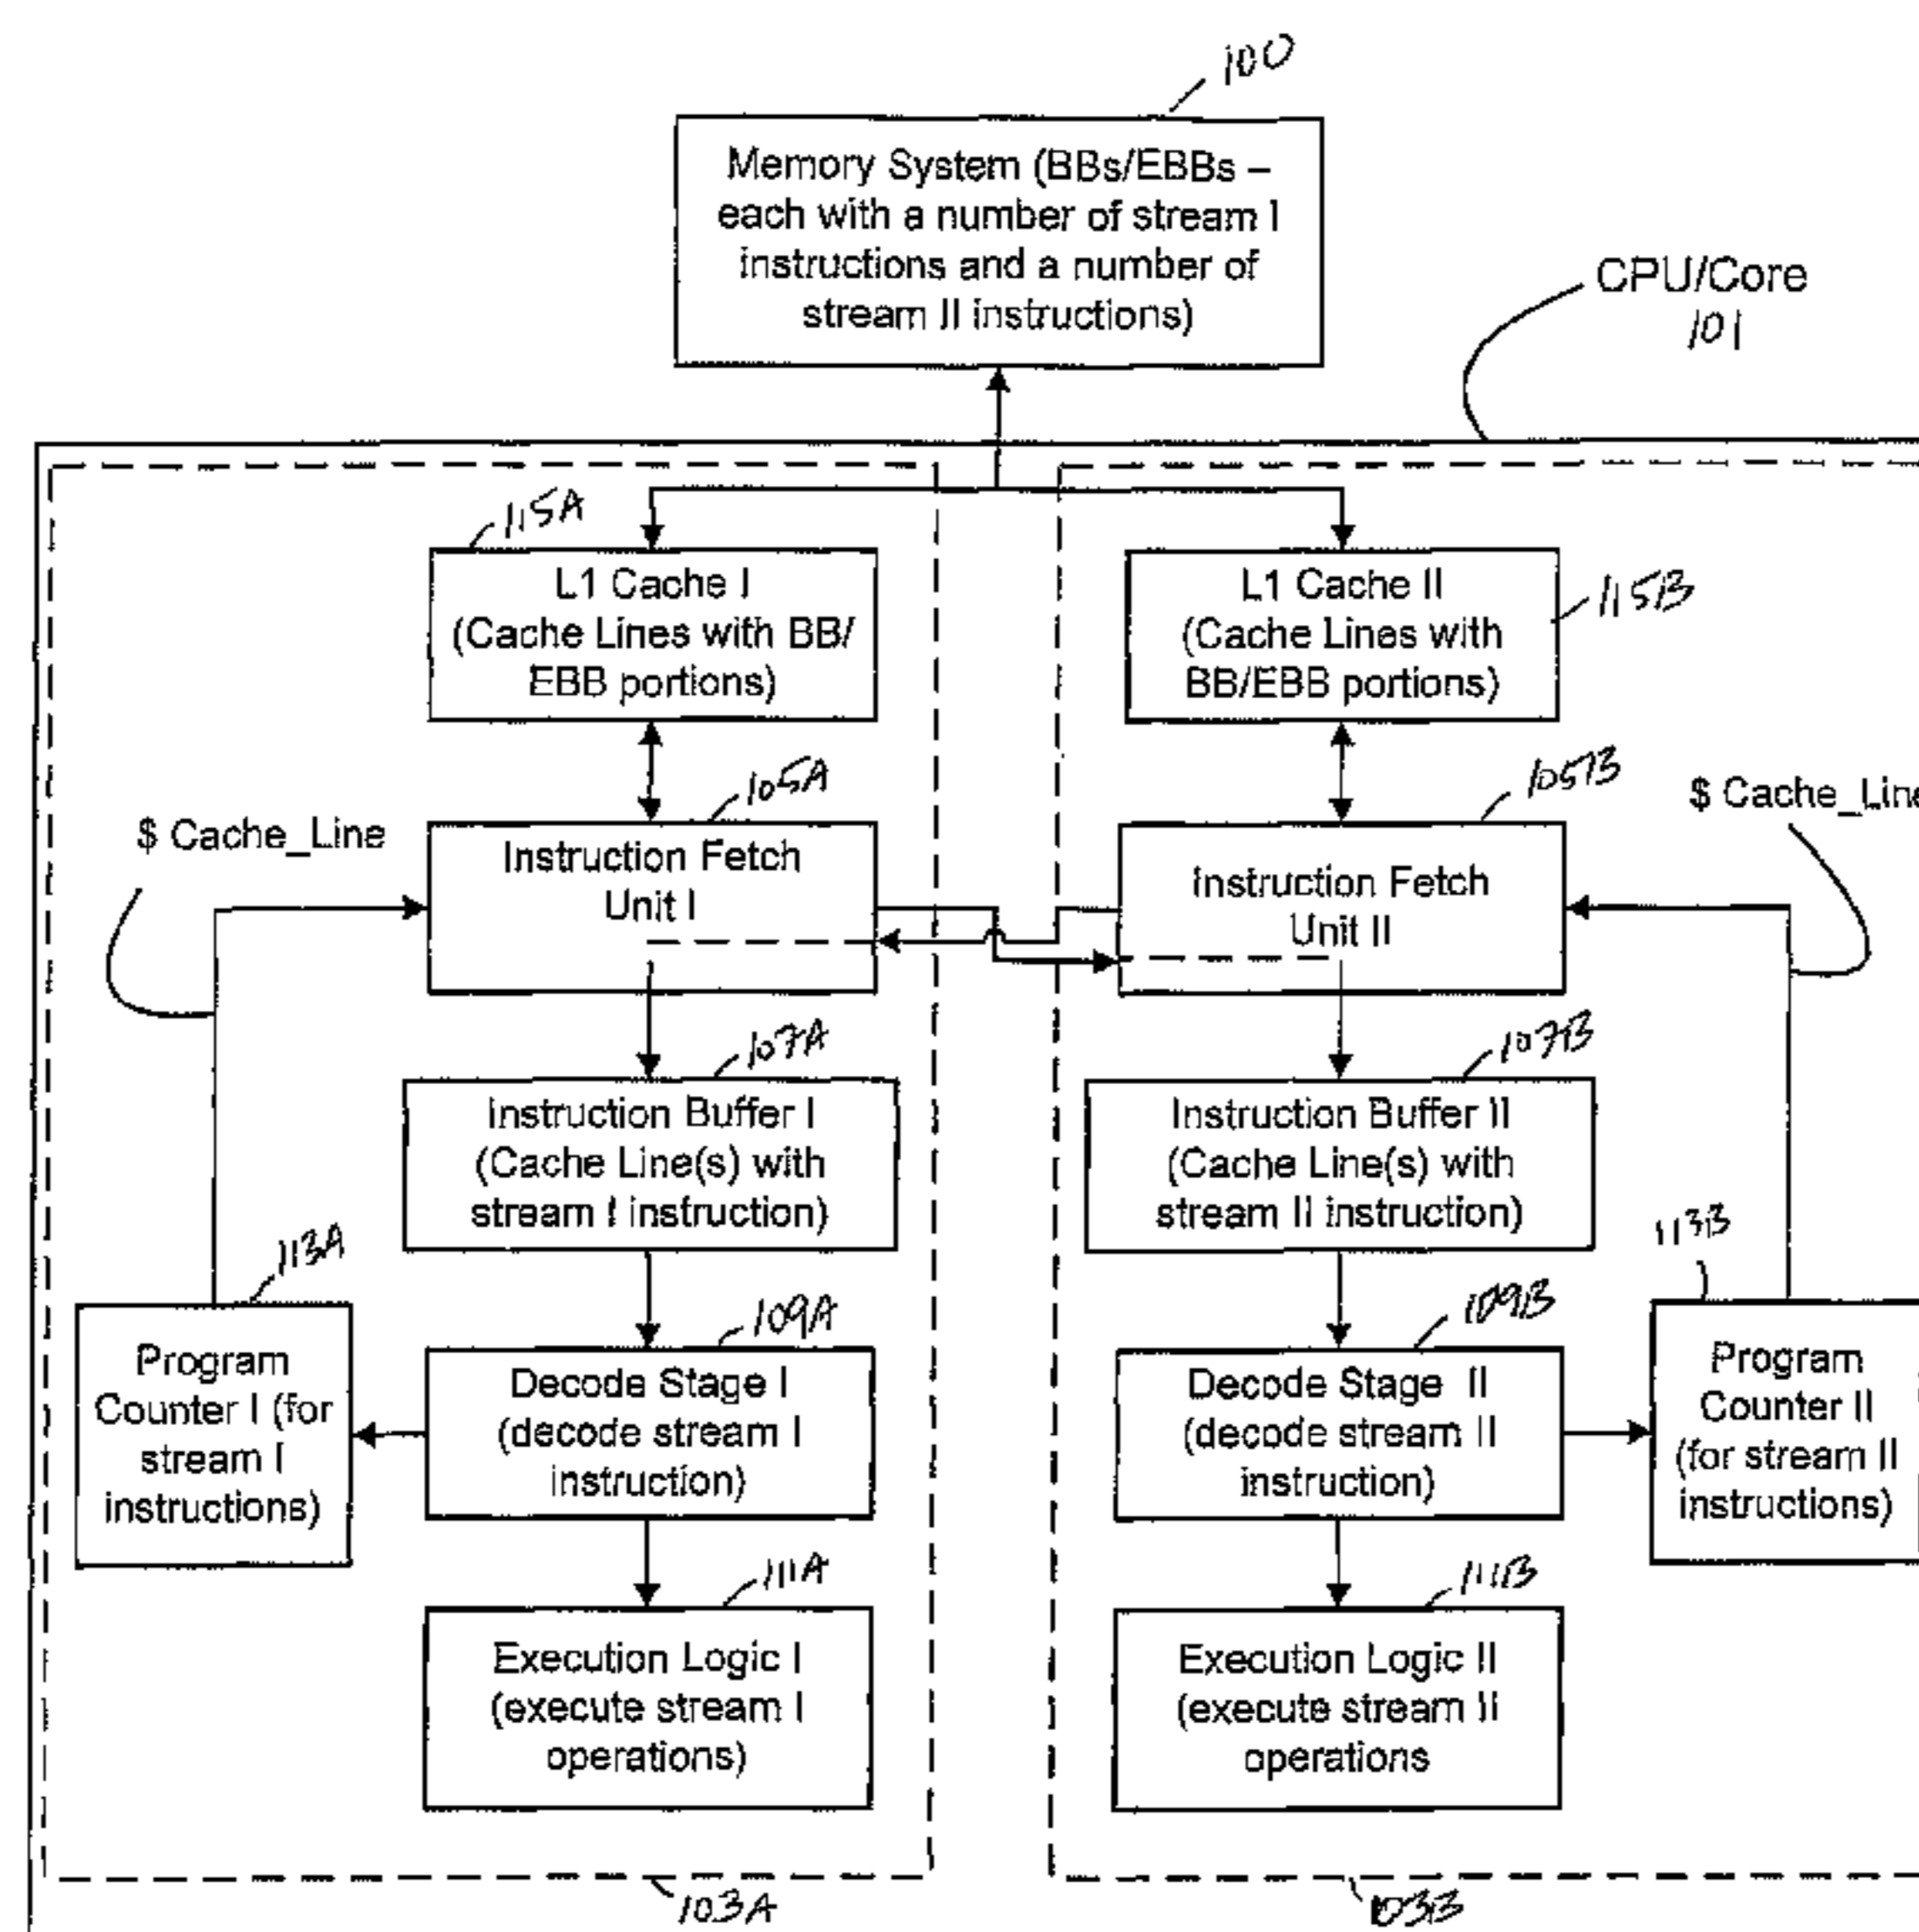 100
Memory System (BBs/EBBs –
each with a number of stream I
instructions and a number of
stream II instructions)
CPU/Core
101
115A
L1 Cache I
(Cache Lines with BB/
EBB portions)
L1 Cache II
(Cache Lines with
BB/EBB portions)
115B
105A
$ Cache_Line
Instruction Fetch
Unit I
105B
Instruction Fetch
Unit II
$ Cache_Line
107A
Instruction Buffer I
(Cache Line(s) with
stream I instruction)
107B
Instruction Buffer II
(Cache Line(s) with
stream II instruction)
113A
Program
Counter I (for
stream I
instructions)
109A
Decode Stage I
(decode stream I
instruction)
109B
Decode Stage II
(decode stream II
instruction)
113B
Program
Counter II
(for stream II
instructions)
111A
Execution Logic I
(execute stream I
operations)
111B
Execution Logic II
(execute stream II
operations
103A
103B